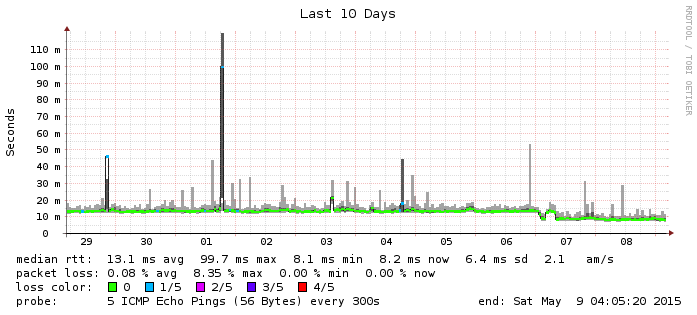 Last 10 Days
RRDTOOL / TOBI OETIKER
Seconds
110 m
100 m
90 m
80 m
70 m
60 m
50 m
40 m
30 m
20 m
10 m
0
29 30 01 02 03 04 05 06 07 08
median rtt: 13.1 ms avg 99.7 ms max 8.1 ms min 8.2 ms now 6.4 ms sd 2.1 am/s
packet loss: 0.08 % avg 8.35 % max 0.00 % min 0.00 % now
loss color: 0 1/5 2/5 3/5 4/5
probe: 5 ICMP Echo Pings (56 Bytes) every 300s end: Sat May 9 04:05:20 2015